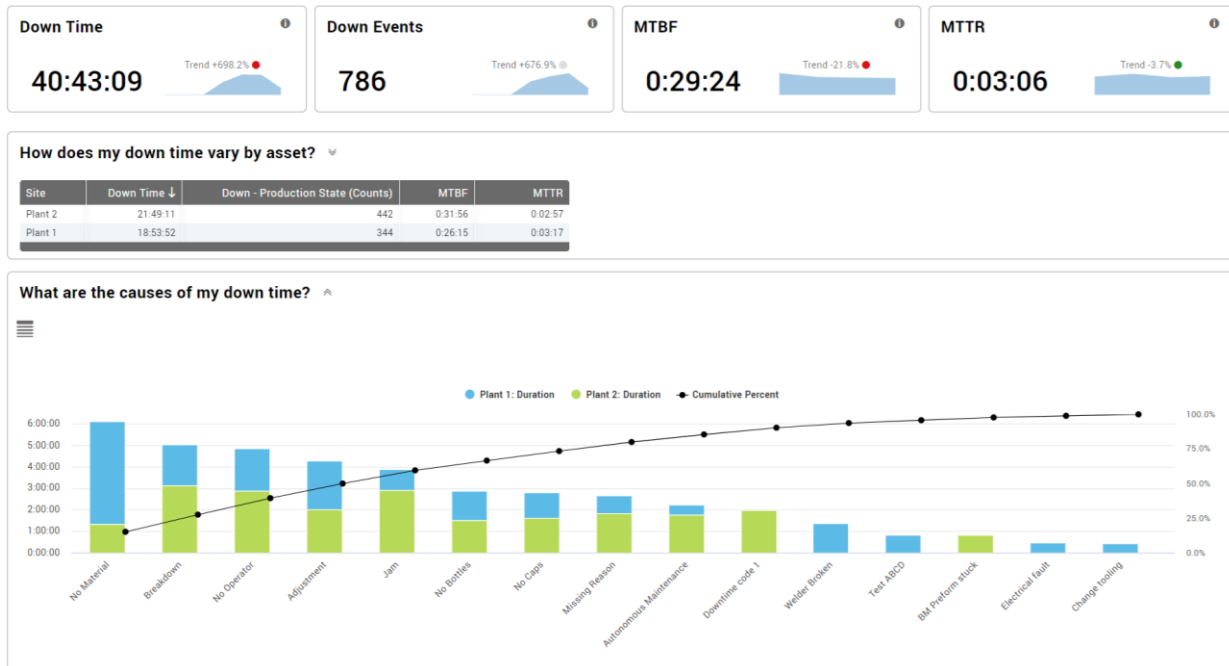 Down Time
Down Events
MTBF
MTTR
Trend +698.2%
Trend +676.9%
Trend -21.8%
Trend -3.7%
40:43:09
786
0:29:24
0:03:06
How does my down time vary by asset?
Site Down Time ↓ Down - Production State (Counts) MTBF MTTR
Plant 2 21:49:11 442 0:31:56 0:02:57
Plant 1 18:53:52 344 0:26:15 0:03:17
What are the causes of my down time?
Plant 1: Duration Plant 2: Duration Cumulative Percent
6:00:00
5:00:00
4:00:00
3:00:00
2:00:00
1:00:00
0:00:00
100.0%
75.0%
50.0%
25.0%
0.0%
No Material
Breakdown
No Operator
Adjustment
Jam
No Bottles
No Caps
Missing Reason
Autonomous Maintenance
Downtime code 1
Welder Broken
Test ABCD
BM Preform stuck
Electrical fault
Change tooling